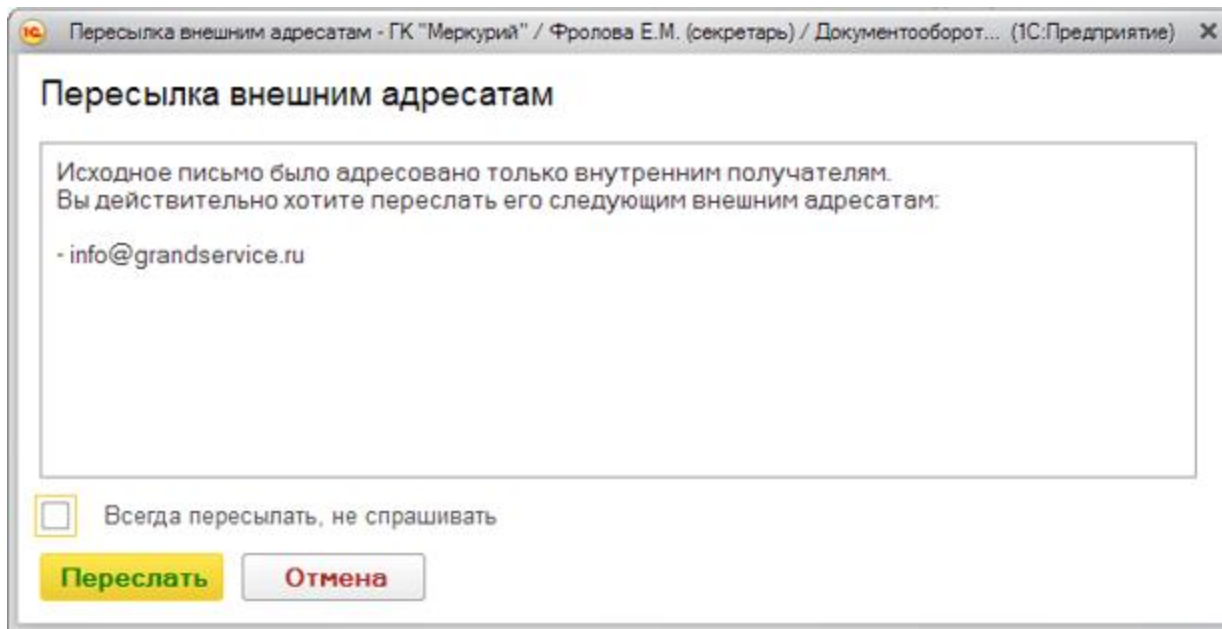 1С Пересылка внешним адресатам - ГК "Меркурий" / Фролова Е.М. (секретарь) / Документооборот... (1С:Предприятие)
Пересылка внешним адресатам
Исходное письмо было адресовано только внутренним получателям.
Вы действительно хотите переслать его следующим внешним адресатам:
- info@grandservice.ru
Всегда пересылать, не спрашивать
Переслать Отмена